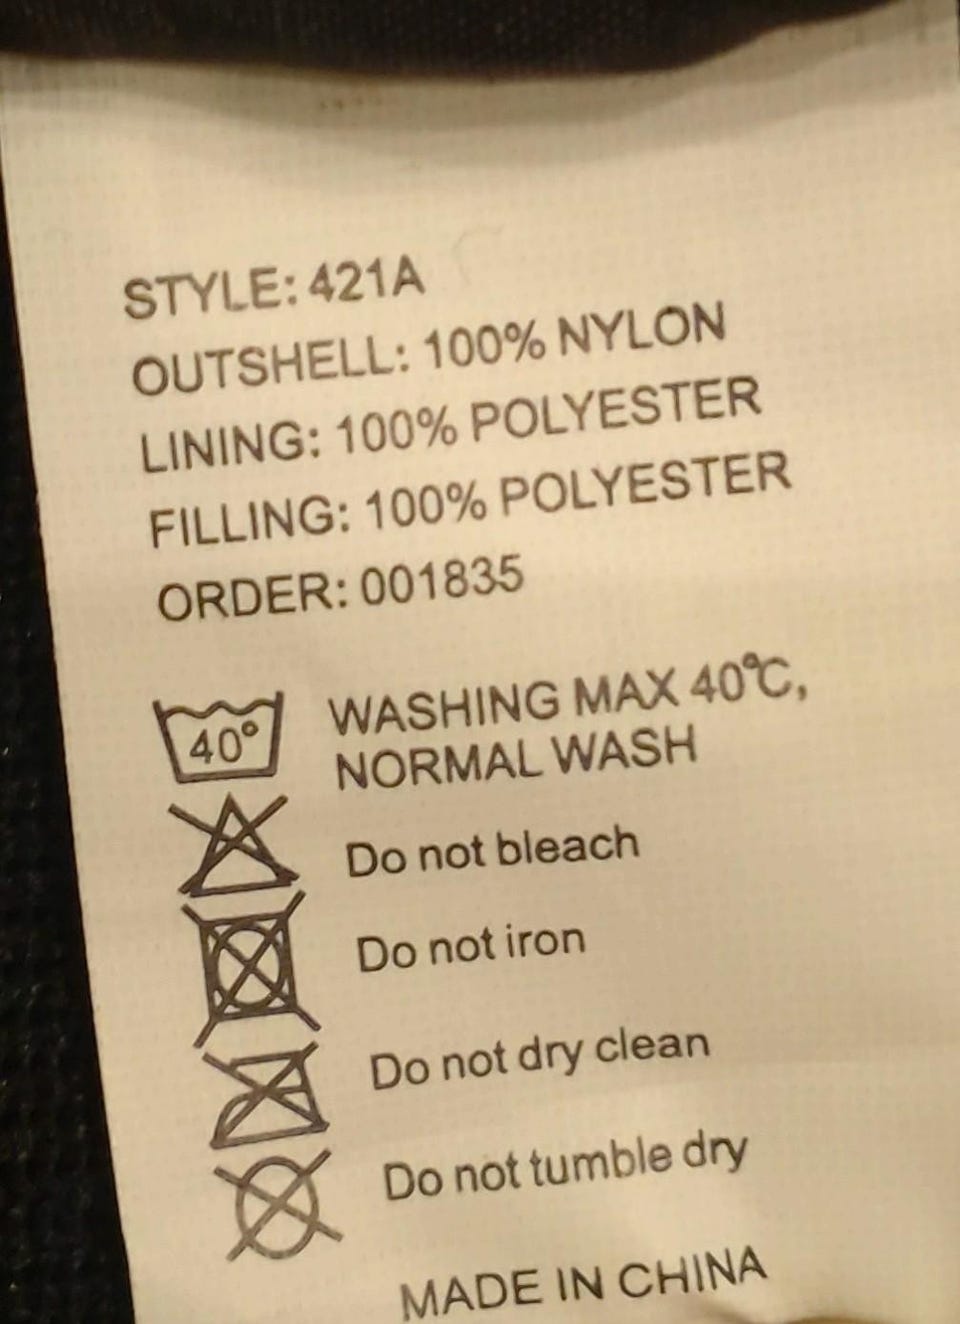 STYLE: 421A
OUTSHELL: 100% NYLON
LINING: 100% POLYESTER
FILLING: 100% POLYESTER
ORDER: 001835
40° WASHING MAX 40℃,
NORMAL WASH
Do not bleach
Do not iron
Do not dry clean
Do not tumble dry
MADE IN CHINA